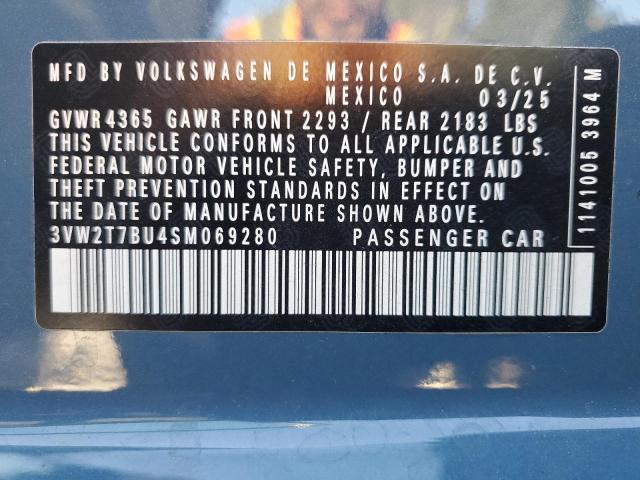 MFD BY VOLKSWAGEN DE MEXICO S.A. DE C.V.
MEXICO 03/25
GVWR 4365 GAWR FRONT 2293 / REAR 2183 LBS
THIS VEHICLE CONFORMS TO ALL APPLICABLE U.S.
FEDERAL MOTOR VEHICLE SAFETY, BUMPER AND
THEFT PREVENTION STANDARDS IN EFFECT ON
THE DATE OF MANUFACTURE SHOWN ABOVE.
3VW2T7BU4SM069280 PASSENGER CAR
1141005 3964 M